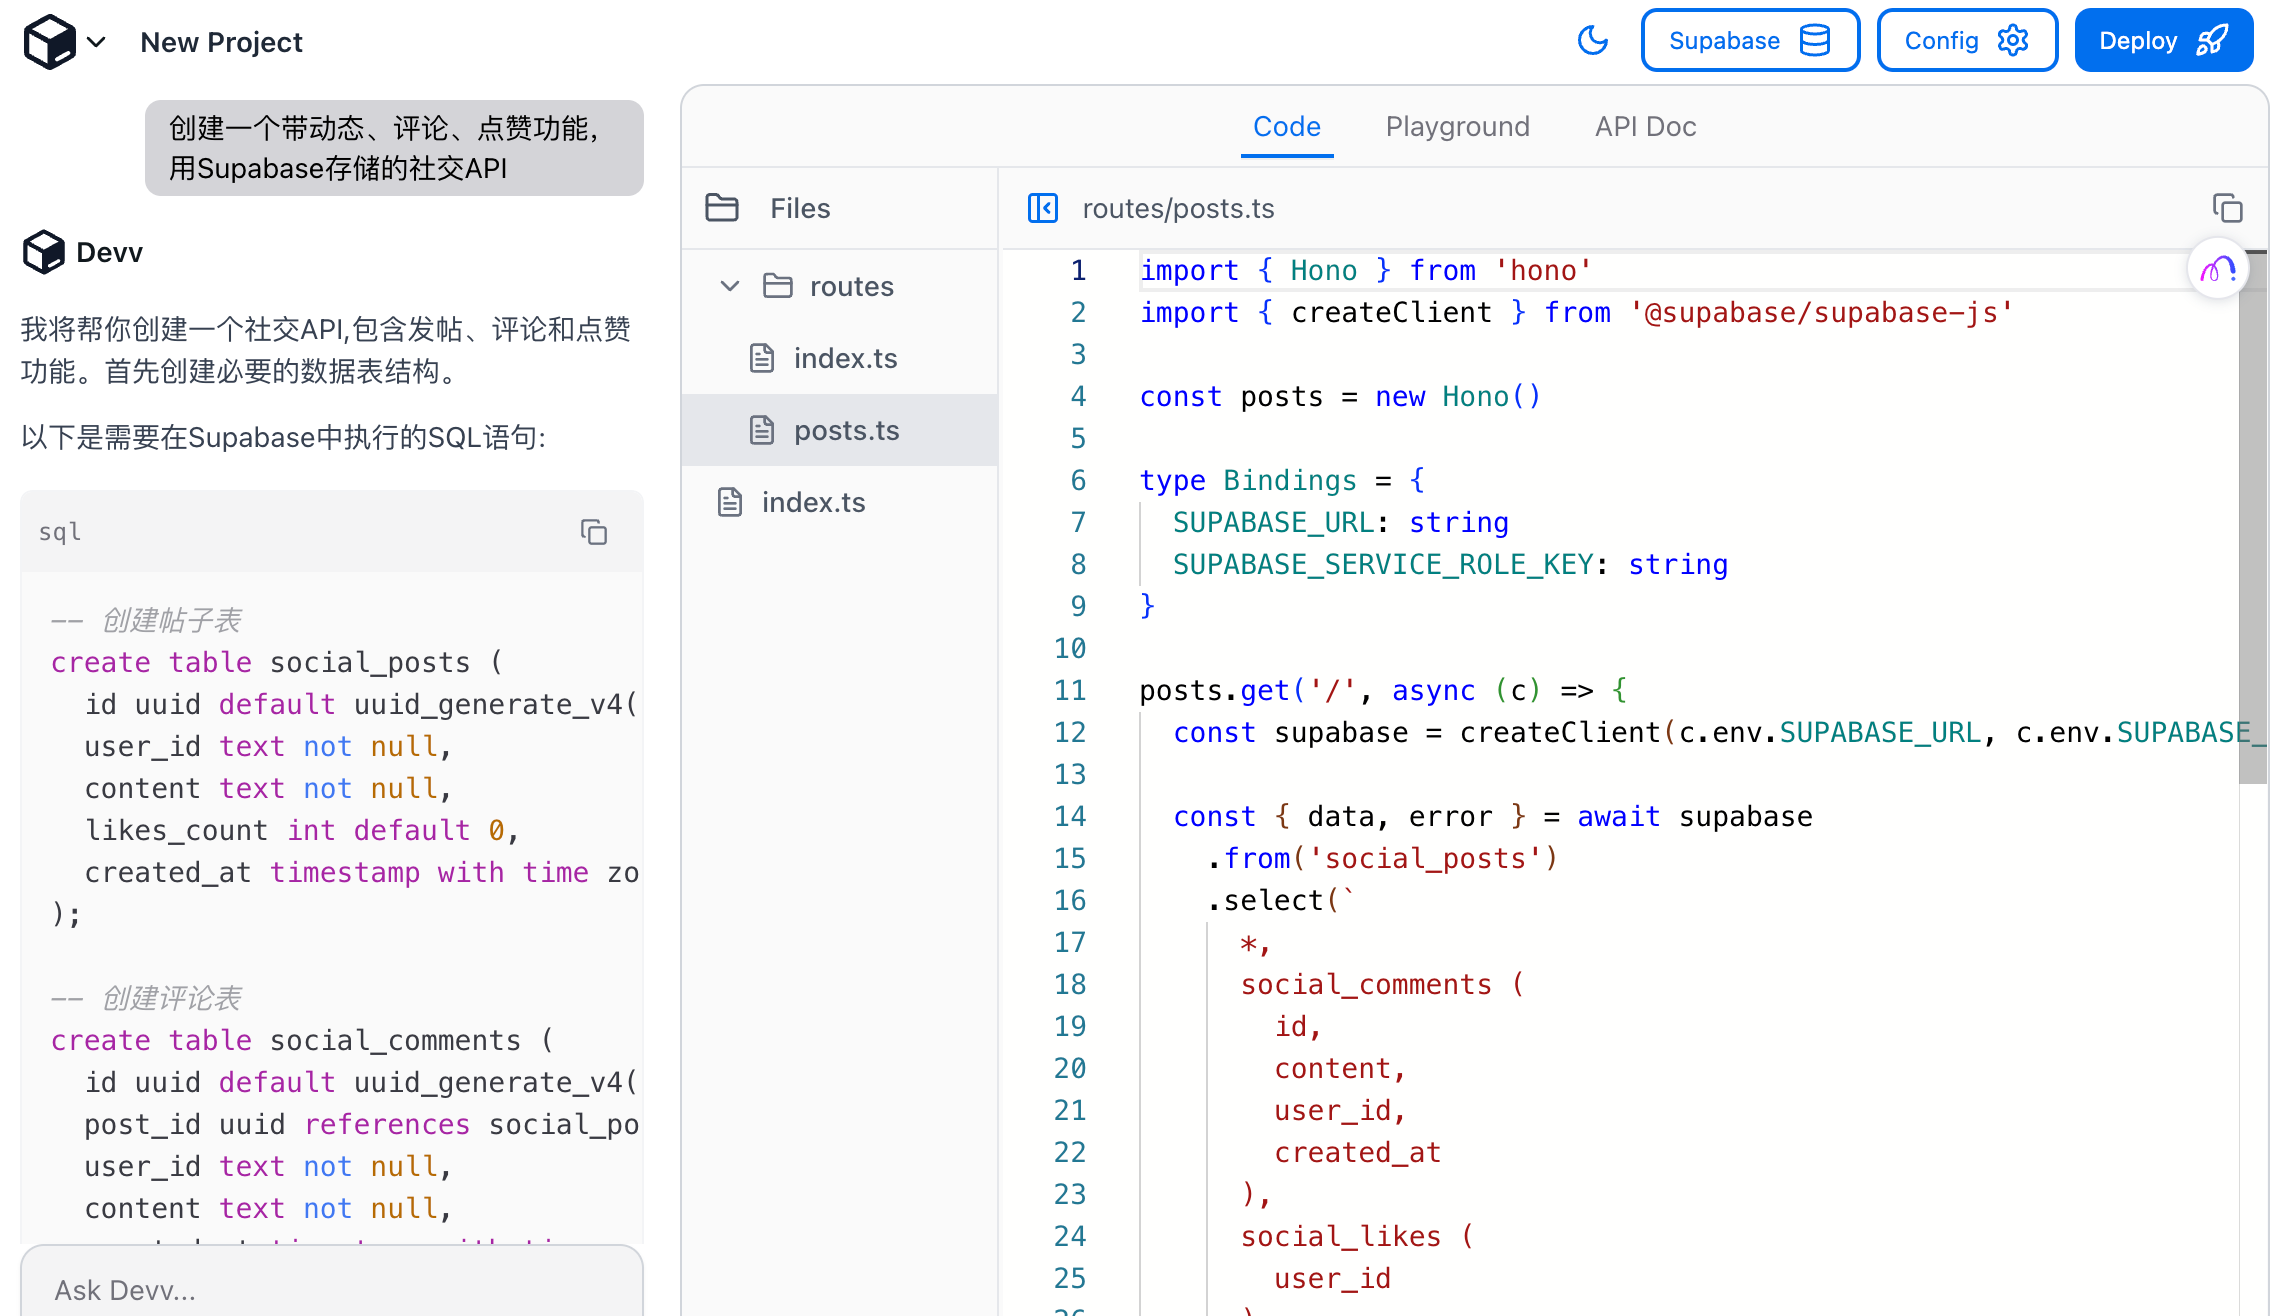 New Project
Supabase
Config
Deploy
创建一个带动态、评论、点赞功能，
用Supabase存储的社交API
Devv
我将帮你创建一个社交API,包含发帖、评论和点赞
功能。首先创建必要的数据表结构。
以下是需要在Supabase中执行的SQL语句:
sql
-- 创建帖子表
create table social_posts (
  id uuid default uuid_generate_v4(
  user_id text not null,
  content text not null,
  likes_count int default 0,
  created_at timestamp with time zo
);
-- 创建评论表
create table social_comments (
  id uuid default uuid_generate_v4(
  post_id uuid references social_po
  user_id text not null,
  content text not null,
Ask Devv...
Code
Playground
API Doc
Files
routes
index.ts
posts.ts
index.ts
routes/posts.ts
1 import { Hono } from 'hono'
2 import { createClient } from '@supabase/supabase-js'
3
4 const posts = new Hono()
5
6 type Bindings = {
7   SUPABASE_URL: string
8   SUPABASE_SERVICE_ROLE_KEY: string
9 }
10
11 posts.get('/', async (c) => {
12   const supabase = createClient(c.env.SUPABASE_URL, c.env.SUPABASE_
13
14   const { data, error } = await supabase
15     .from('social_posts')
16     .select(`
17       *,
18       social_comments (
19         id,
20         content,
21         user_id,
22         created_at
23       ),
24       social_likes (
25         user_id